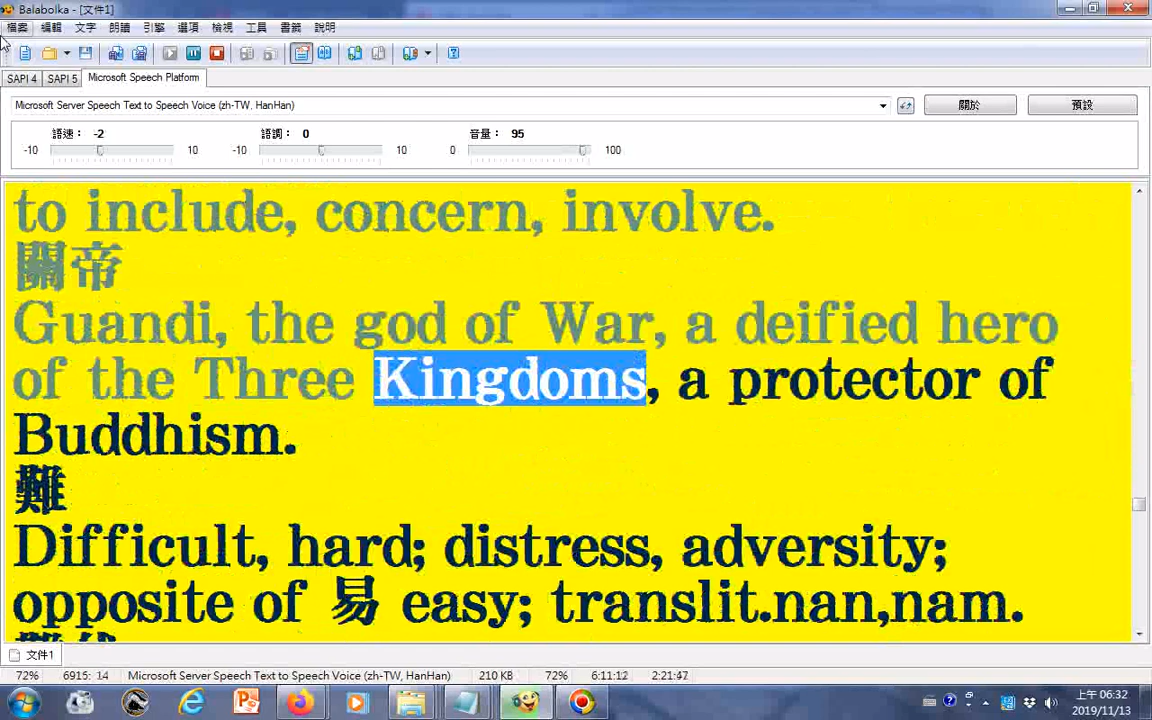 Balabolka - [文件1]
檔案 編輯 文字 朗讀 引擎 選項 檢視 工具 書籤 說明
SAPI 4 SAPI 5 Microsoft Speech Platform
Microsoft Server Speech Text to Speech Voice (zh-TW, HanHan) 關於 預設
語速： -2 語調： 0 音量： 95
-10 10 -10 10 0 100
to include, concern, involve.
關帝
Guandi, the god of War, a deified hero
of the Three Kingdoms, a protector of
Buddhism.
難
Difficult, hard; distress, adversity;
opposite of 易 easy; translit.nan,nam.
文件1
72% 6915: 14 Microsoft Server Speech Text to Speech Voice (zh-TW, HanHan) 210 KB 72% 6:11:12 2:21:47
上午 06:32
2019/11/13